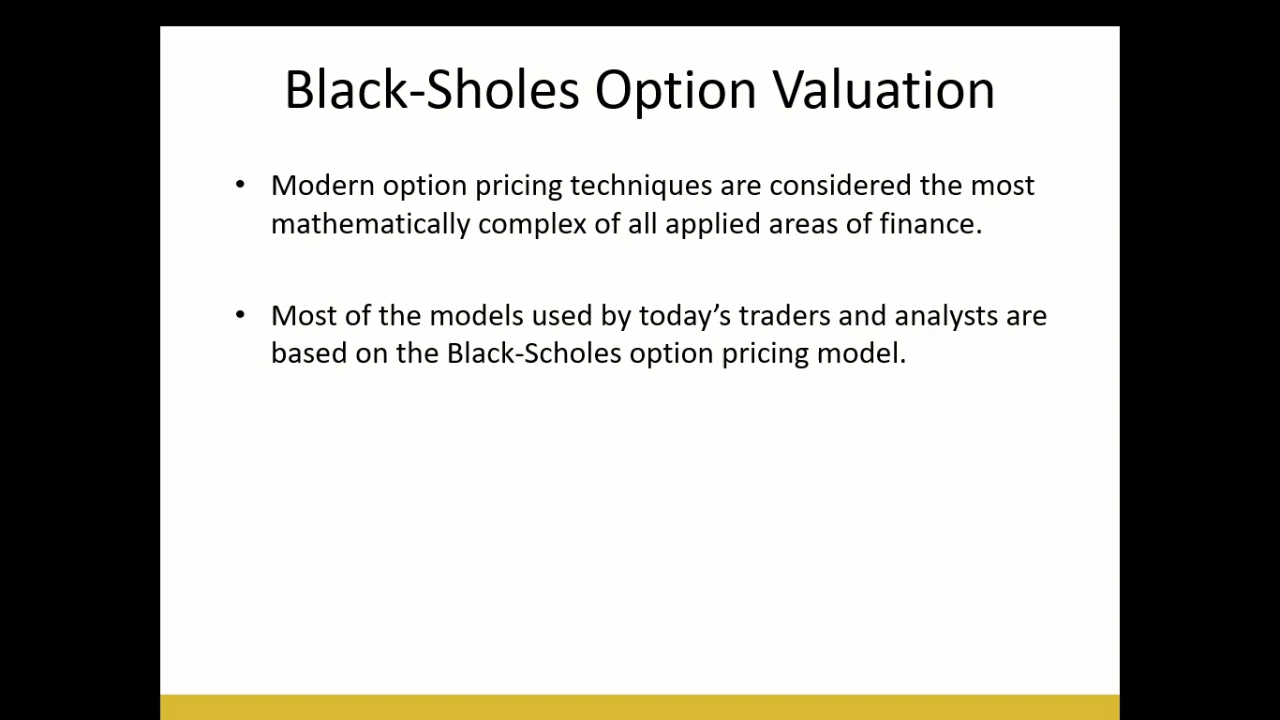 Black-Sholes Option Valuation
• Modern option pricing techniques are considered the most
mathematically complex of all applied areas of finance.
• Most of the models used by today’s traders and analysts are
based on the Black-Scholes option pricing model.